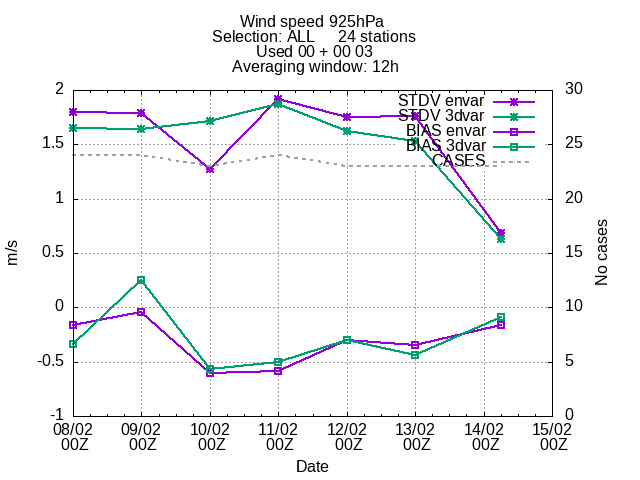 Wind speed 925hPa
Selection: ALL 24 stations
Used 00 + 00 03
Averaging window: 12h
2
1.5
1
0.5
0
-0.5
-1
m/s
30
25
20
15
10
5
0
No cases
STDV envar
STDV 3dvar
BIAS envar
BIAS 3dvar
CASES
08/02 09/02 10/02 11/02 12/02 13/02 14/02 15/02
00Z 00Z 00Z 00Z 00Z 00Z 00Z 00Z
Date